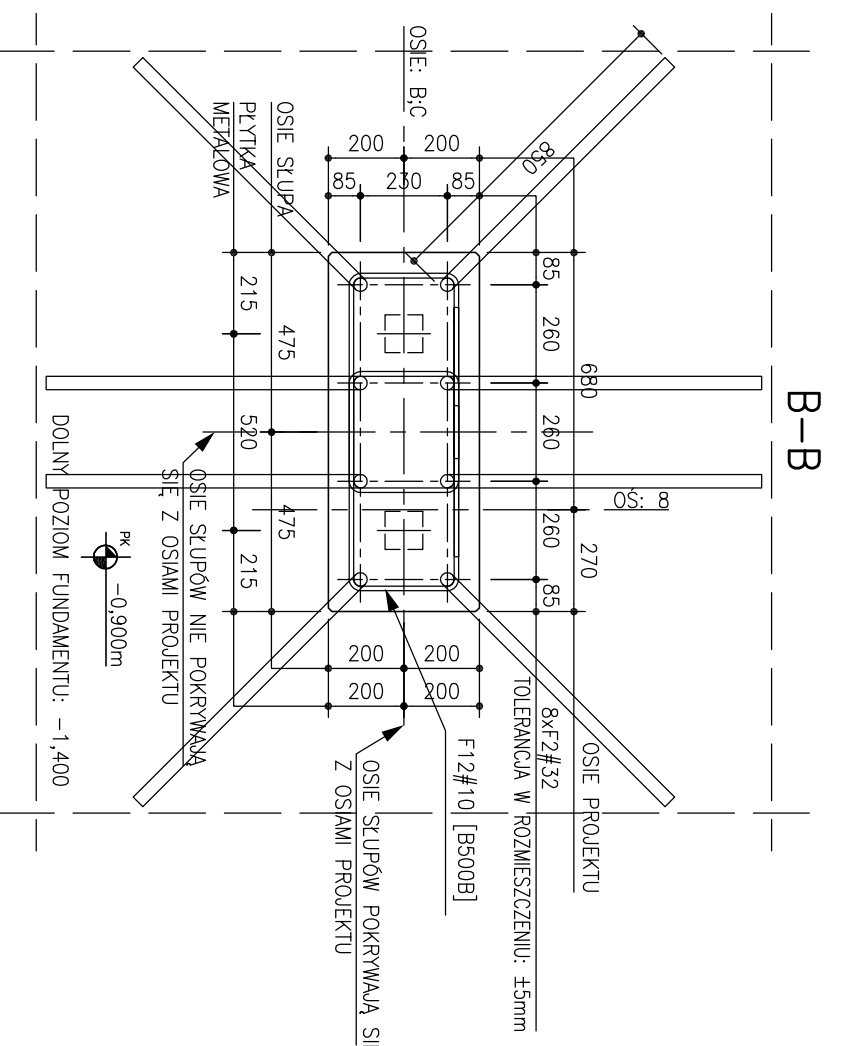 B-B
OSIE: B;C
OSIE SŁUPA
PŁYTKA
METALOWA
850
200
200
85
230
85
85
260
260
260
85
680
270
OŚ: 8
215
520
215
475
475
200
200
200
200
OSIE PROJEKTU
8xF2#32
TOLERANCJA W ROZMIESZCZENIU: ±5mm
F12#10 [B500B]
OSIE SŁUPÓW POKRYWAJĄ SI
Z OSIAMI PROJEKTU
OSIE SŁUPÓW NIE POKRYWAJĄ
SIĘ Z OSIAMI PROJEKTU
PK
-0,900m
DOLNY POZIOM FUNDAMENTU: -1,400